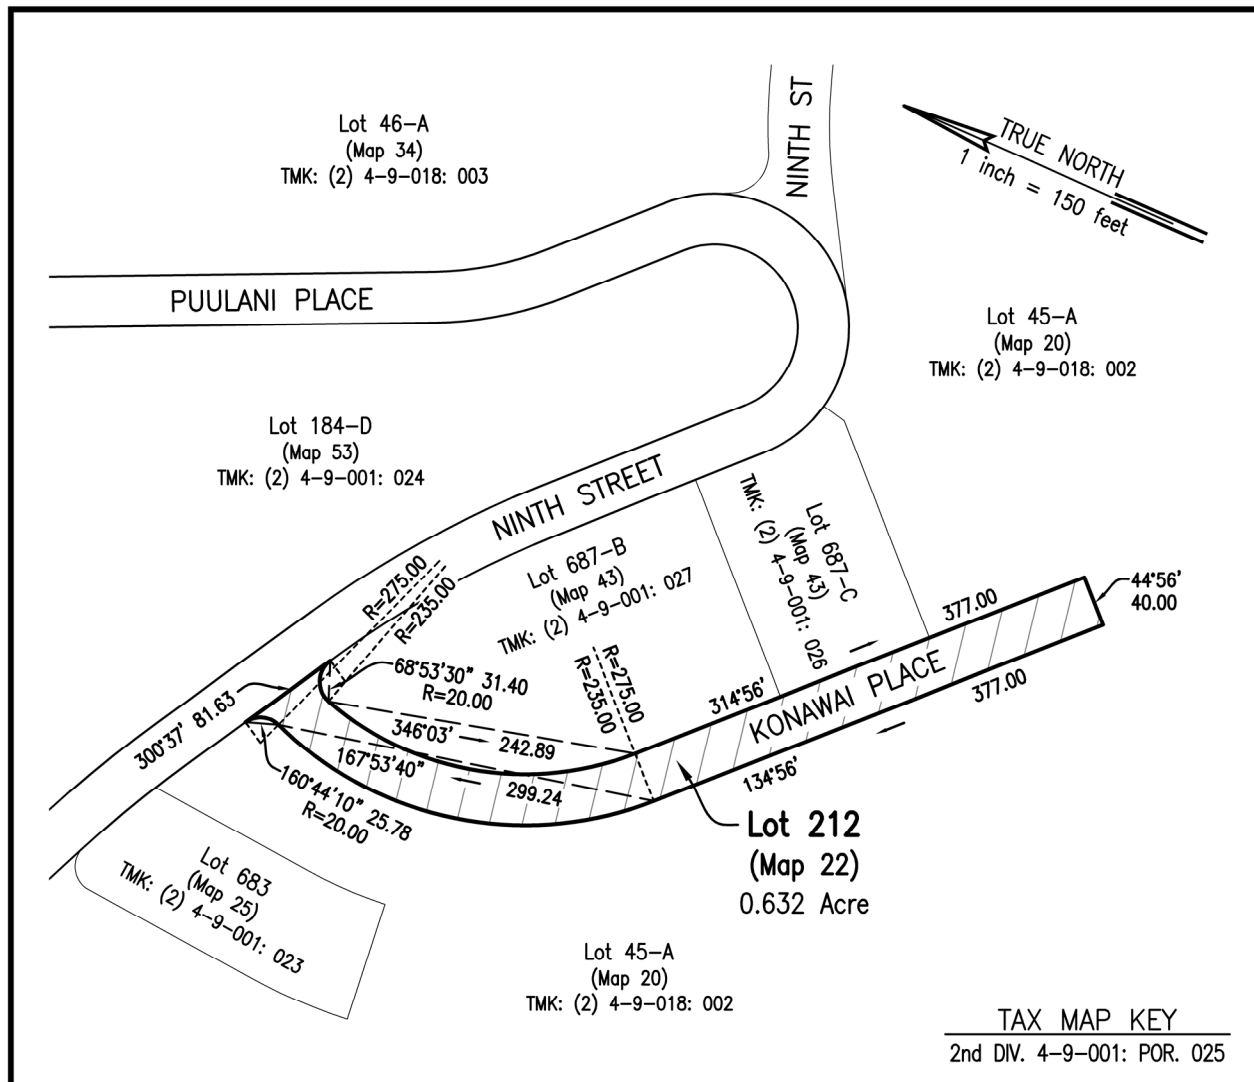 Lot 46-A
(Map 34)
TMK: (2) 4-9-018: 003
NINTH ST
TRUE NORTH
1 inch = 150 feet
PUULANI PLACE
Lot 45-A
(Map 20)
TMK: (2) 4-9-018: 002
Lot 184-D
(Map 53)
TMK: (2) 4-9-001: 024
NINTH STREET
Lot 687-B
(Map 43)
TMK: (2) 4-9-001: 027
Lot 687-C
(Map 43)
TMK: (2) 4-9-001: 026
R=275.00
R=235.00
44°56'
40.00
377.00
68°53'30" 31.40
R=20.00
R=275.00
R=235.00
314°56'
KONAWAI PLACE
377.00
300°37' 81.63
346°03'
242.89
167°53'40"
299.24
134°56'
160°44'10" 25.78
R=20.00
Lot 212
(Map 22)
0.632 Acre
Lot 683
(Map 25)
TMK: (2) 4-9-001: 023
Lot 45-A
(Map 20)
TMK: (2) 4-9-018: 002
TAX MAP KEY
2nd DIV. 4-9-001: POR. 025